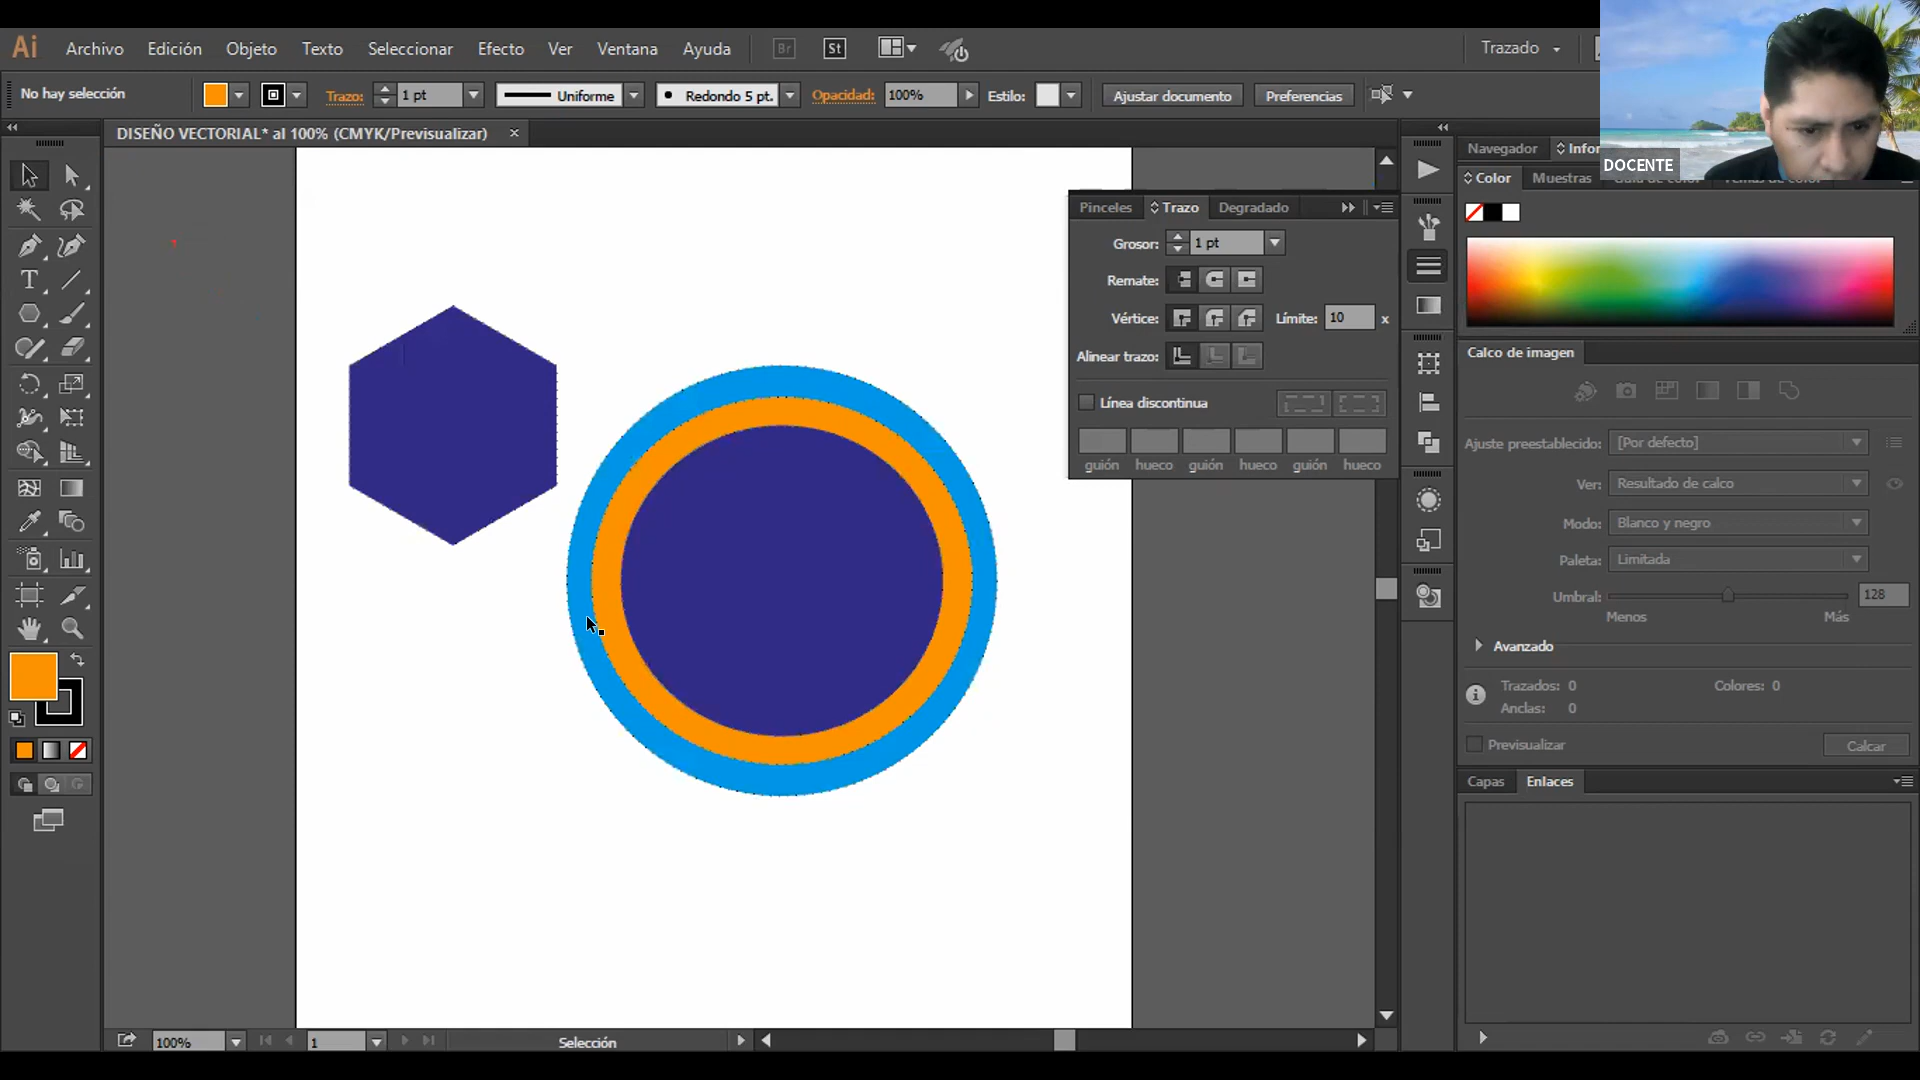 Ai Archivo Edición Objeto Texto Seleccionar Efecto Ver Ventana Ayuda Br St Trazado
No hay selección Trazo: 1 pt Uniforme Redondo 5 pt. Opacidad: 100% Estilo: Ajustar documento Preferencias
DISEÑO VECTORIAL* al 100% (CMYK/Previsualizar) ×
DOCENTE
Navegador Infor
Color Muestras
Pinceles Trazo Degradado
Grosor: 1 pt
Remate:
Vértice: Límite: 10 x
Alinear trazo:
Línea discontinua
guión hueco guión hueco guión hueco
Calco de imagen
Ajuste preestablecido: [Por defecto]
Ver: Resultado de calco
Modo: Blanco y negro
Paleta: Limitada
Umbral: 128
Menos Más
Avanzado
Trazados: 0 Colores: 0
Anclas: 0
Previsualizar Calcar
Capas Enlaces
100% 1 Selección